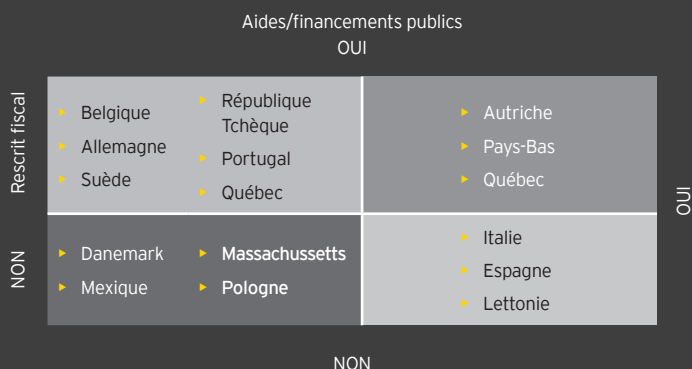 Aides/financements publics
OUI
Rescrit fiscal
NON
Belgique
Allemagne
Suède
République
Tchèque
Portugal
Québec
Autriche
Pays-Bas
Québec
OUI
Danemark
Mexique
Massachussetts
Pologne
Italie
Espagne
Lettonie
NON